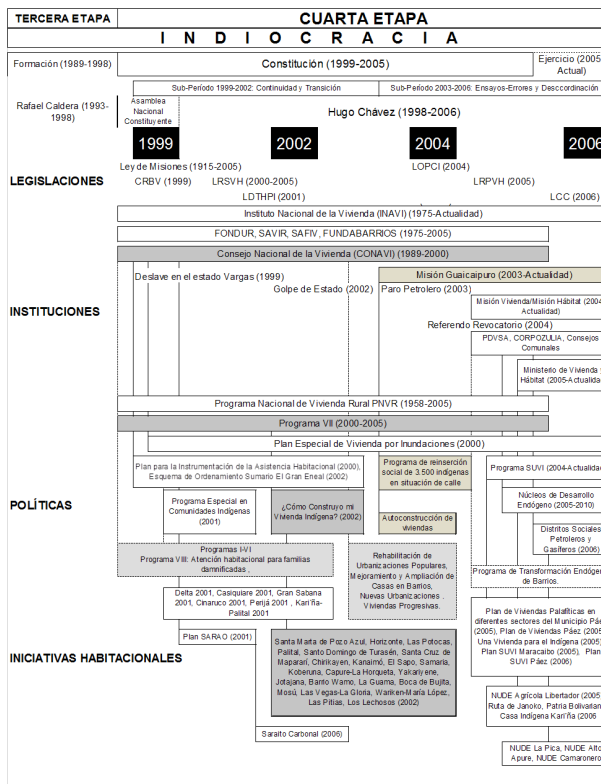 TERCERA ETAPA
CUARTA ETAPA
I N D I O C R A C I A
Formación (1989-1998)
Constitución (1999-2005)
Ejercicio (2005
Actual)
Sub-Período 1999-2002: Continuidad y Transición
Sub-Período 2003-2006: Ensayos-Errores y Desccordinación
Rafael Caldera (1993-
1998)
Asamblea
Nacional
Constituyente
Hugo Chávez (1998-2006)
1999
2002
2004
2006
Ley de Misiones (1915-2005)
LOPCI (2004)
LEGISLACIONES
CRBV (1999)
LRSVH (2000-2005)
LRPVH (2005)
LDTHPI (2001)
LCC (2006)
Instituto Nacional de la Vivienda (INAVI) (1975-Actualidad)
FONDUR, SAVIR, SAFIV, FUNDABARRIOS (1975-2005)
Consejo Nacional de la Vivienda (CONAVI) (1989-2000)
Deslave en el estado Vargas (1999)
Misión Guaicaipuro (2003-Actualidad)
Golpe de Estado (2002)
Paro Petrolero (2003)
INSTITUCIONES
Misión Vivienda/Misión Hábitat (2004
Actualidad)
Referendo Revocatorio (2004)
PDVSA, CORPOZULIA, Consejos
Comunales
Ministerio de Vivienda y
Hábitat (2005-Actualidad
Programa Nacional de Vivienda Rural PNVR (1958-2005)
Programa VII (2000-2005)
Plan Especial de Vivienda por Inundaciones (2000)
Plan para la Instrumentación de la Asistencia Habitacional (2000),
Esquema de Ordenamiento Sumario El Gran Eneal (2002)
Programa de reinserción
social de 3.500 indígenas
en situación de calle
Programa SUVI (2004-Actualidad
POLÍTICAS
Programa Especial en
Comunidades Indígenas
(2001)
¿Cómo Construyo mi
Vivienda Indígena? (2002)
Autoconstrucción de
viviendas
Núcleos de Desarrollo
Endógeno (2005-2010)
Distritos Sociales
Petroleros y
Gasíferos (2006)
Programas I-VI
Programa VIII: Atención habitacional para familias
damnificadas ,
Rehabilitación de
Urbanizaciones Populares,
Mejoramiento y Ampliación de
Casas en Barrios,
Nuevas Urbanizaciones .
Viviendas Progresivas.
Programa de Transformación Endógen
de Barrios.
Delta 2001, Casiquiare 2001, Gran Sabana
2001, Cinaruco 2001, Perijá 2001 , Kari'ña-
Palital 2001
Plan de Viviendas Palafíticas en
diferentes sectores del Municipio Páe
(2005), Plan de Viviendas Páez (2005
Una Vivienda para el Indígena (2005)
Plan SUVI Maracaibo (2005), Plan
SUVI Páez (2006)
Plan SARAO (2001)
INICIATIVAS HABITACIONALES
Santa Marta de Pozo Azul, Horizonte, Las Potocas,
Palital, Santo Domingo de Turasén, Santa Cruz de
Mapararí, Chirikayen, Kanaimó, El Sapo, Samaria,
Koberuna, Capure-La Horqueta, Yakariyene,
Jotajana, Barrio Warno, La Guama, Boca de Bujita,
Mosú, Las Vegas-La Gloria, Wariken-María López,
Las Pitias, Los Lechosos (2002)
NUDE Agrícola Libertador (2005
Ruta de Janoko, Patria Bolivarian
Casa Indígena Kari'ña (2006
Saraito Carbonal (2006)
NUDE La Pica, NUDE Alto
Apure, NUDE Camaronero